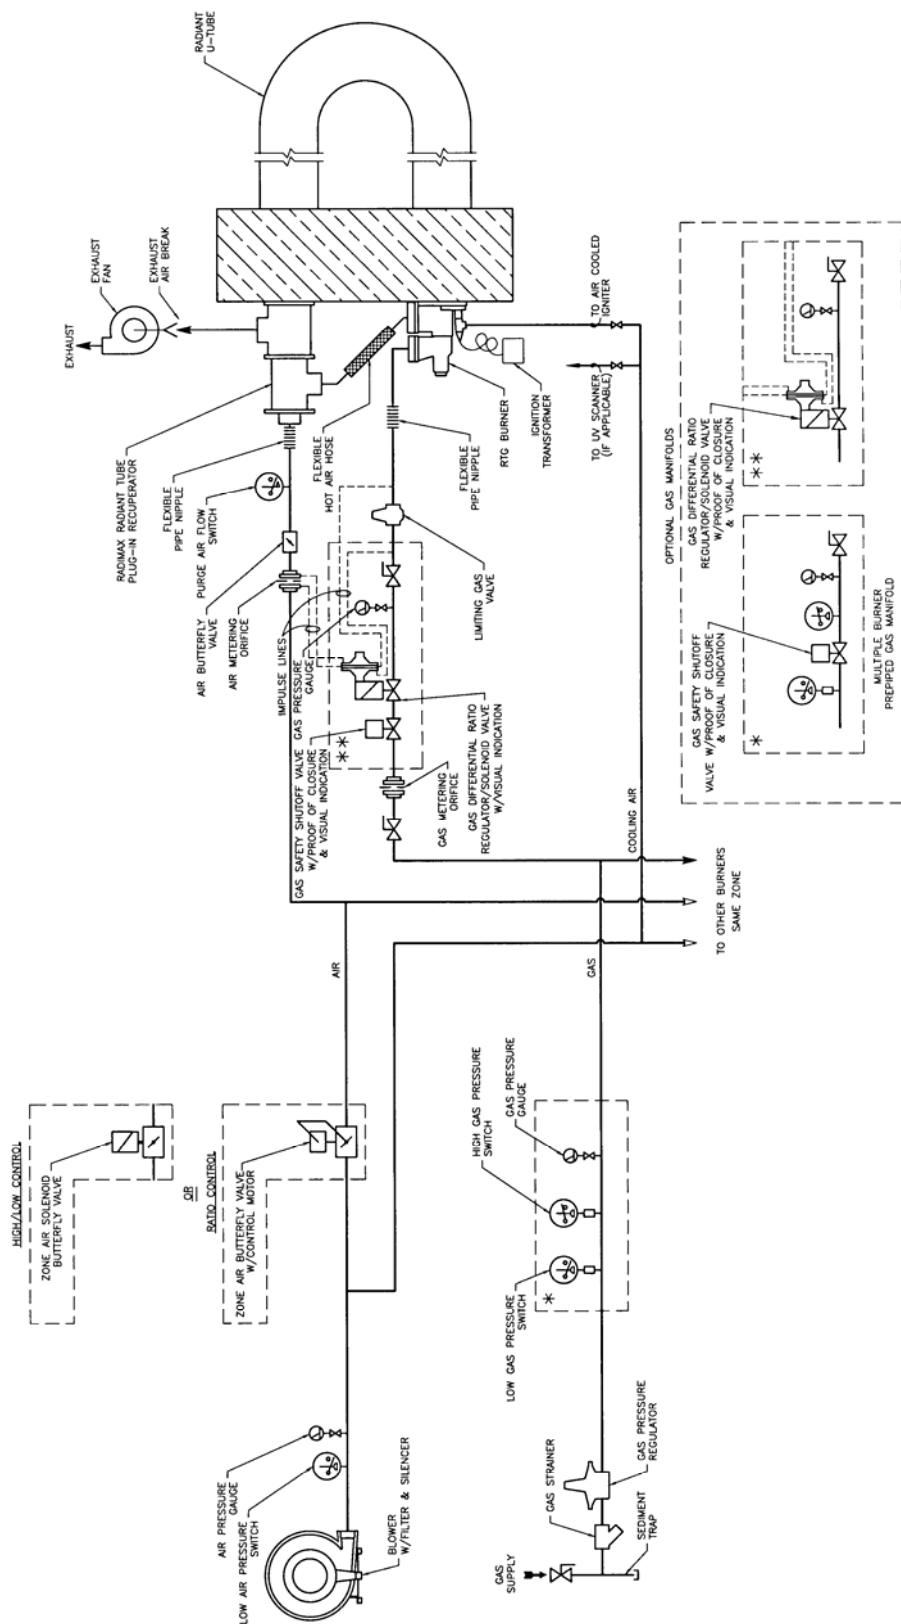 RADIANT
U-TUBE
EXHAUST
FAN
EXHAUST
AIR BREAK
EXHAUST
RADIMAX RADIANT TUBE
PLUG-IN RECUPERATOR
FLEXIBLE
PIPE NIPPLE
PURGE AIR FLOW
SWITCH
AIR BUTTERFLY
VALVE
AIR METERING
ORIFICE
FLEXIBLE
HOT AIR HOSE
IMPULSE LINES
GAS PRESSURE
GAUGE
GAS SAFETY SHUTOFF VALVE
W/PROOF OF CLOSURE
& VISUAL INDICATION
**
RTG BURNER
IGNITION
TRANSFORMER
TO AIR COOLED
IGNITER
TO UV SCANNER
(IF APPLICABLE)
FLEXIBLE
PIPE NIPPLE
LIMITING GAS
VALVE
GAS DIFFERENTIAL RATIO
REGULATOR/SOLENOID VALVE
W/VISUAL INDICATION
GAS METERING
ORIFICE
COOLING AIR
TO OTHER BURNERS
SAME ZONE
OPTIONAL GAS MANIFOLDS
GAS DIFFERENTIAL RATIO
REGULATOR/SOLENOID VALVE
W/PROOF OF CLOSURE
& VISUAL INDICATION
**
GAS SAFETY SHUTOFF
VALVE W/PROOF OF CLOSURE
& VISUAL INDICATION
*
MULTIPLE BURNER
PREPIPED GAS MANIFOLD
HIGH/LOW CONTROL
ZONE AIR SOLENOID
BUTTERFLY VALVE
OR
RATIO CONTROL
ZONE AIR BUTTERFLY VALVE
W/CONTROL MOTOR
AIR
GAS
AIR PRESSURE
GAUGE
LOW AIR PRESSURE
SWITCH
BLOWER
W/FILTER & SILENCER
HIGH GAS PRESSURE
SWITCH
GAS PRESSURE
GAUGE
LOW GAS PRESSURE
SWITCH
*
GAS STRAINER
GAS PRESSURE
REGULATOR
GAS
SUPPLY
SEDIMENT
TRAP